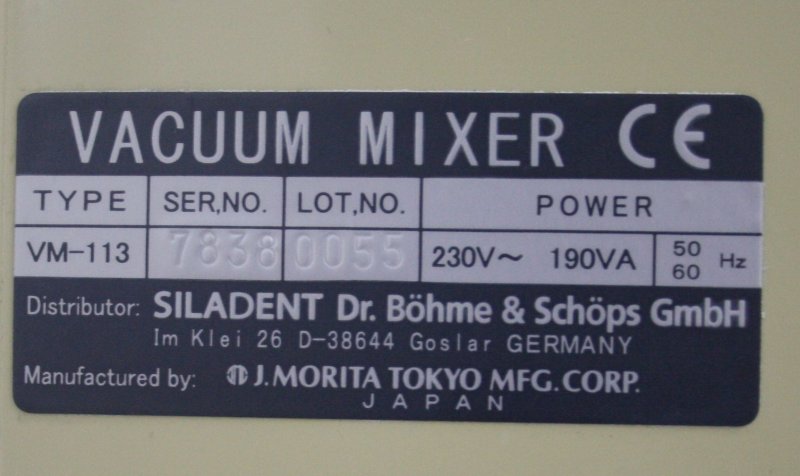 VACUUM MIXER CE
TYPE SER,NO. LOT,NO. POWER
VM-113 7838 0055 230V~ 190VA 50 60 Hz
Distributor: SILADENT Dr. Böhme & Schöps GmbH
Im Klei 26 D-38644 Goslar GERMANY
Manufactured by: J. MORITA TOKYO MFG. CORP.
JAPAN